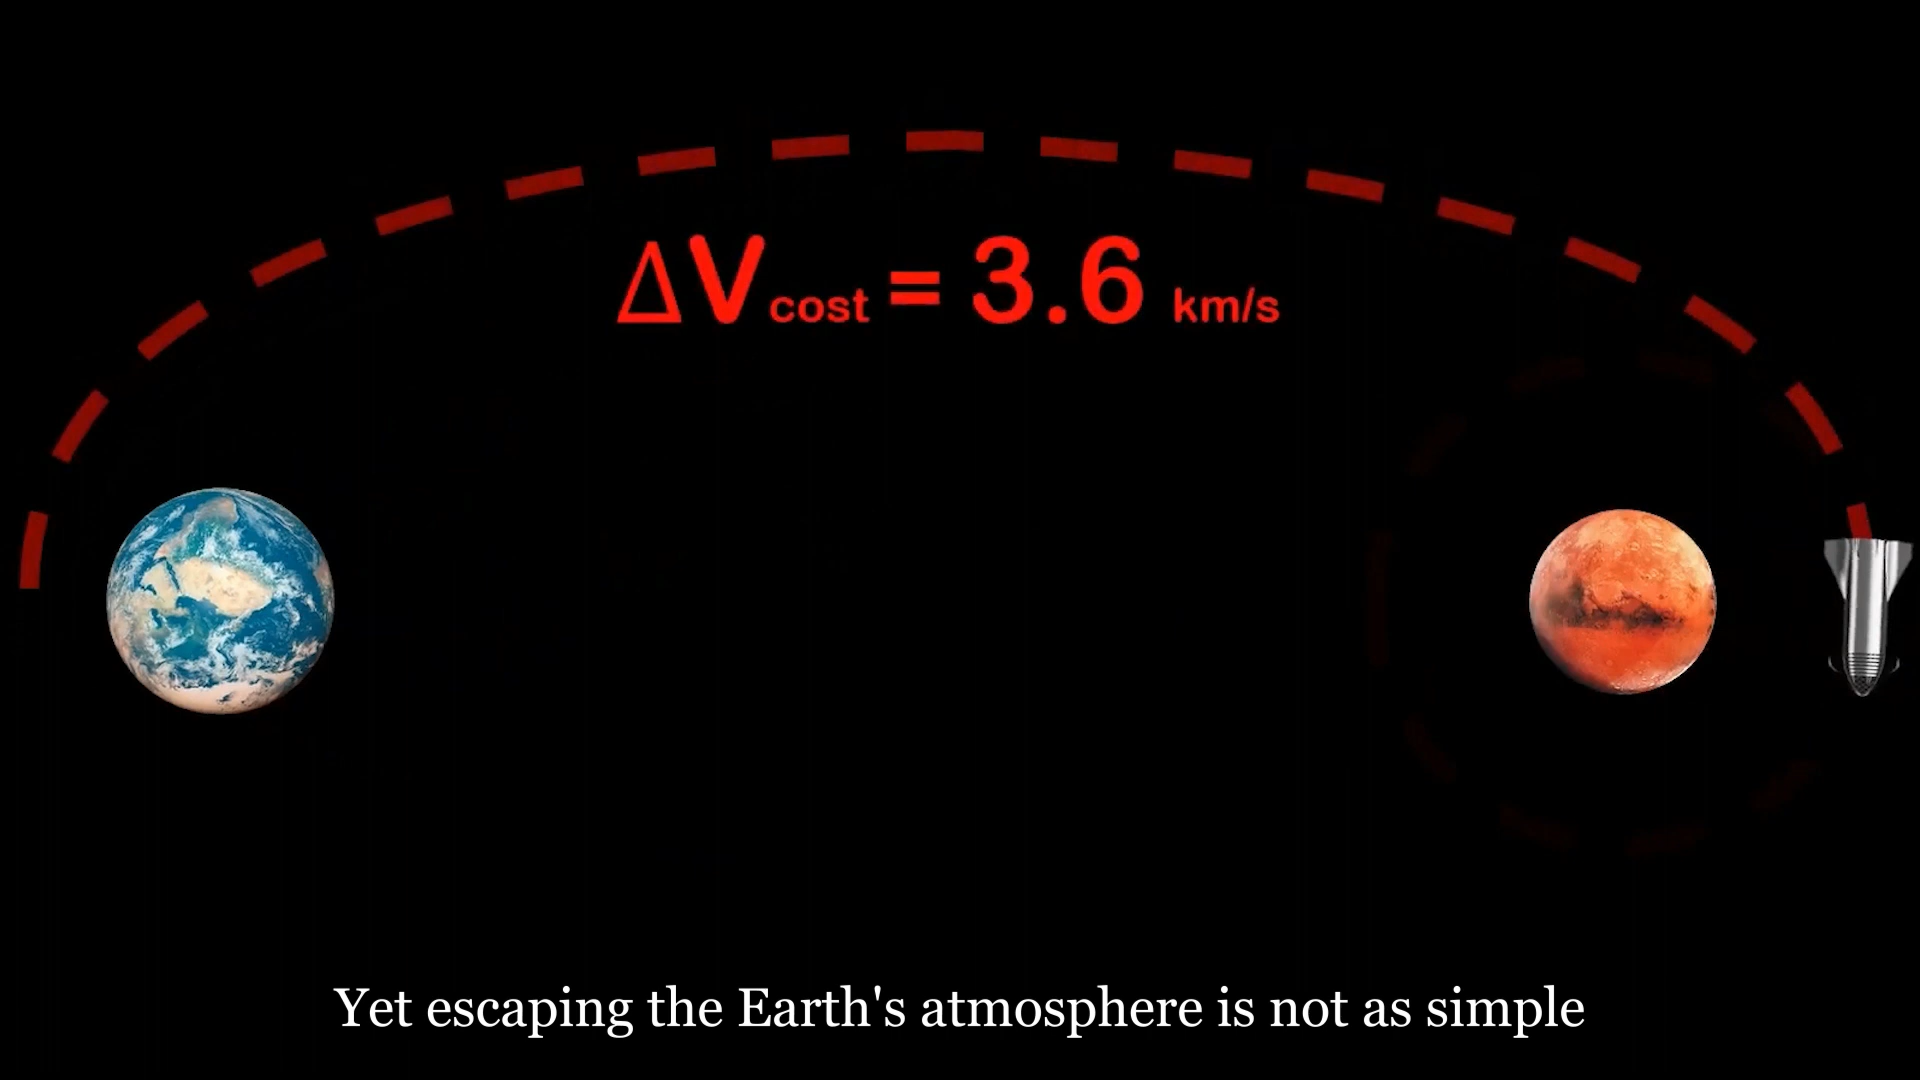 ΔVcost = 3.6 km/s
Yet escaping the Earth's atmosphere is not as simple